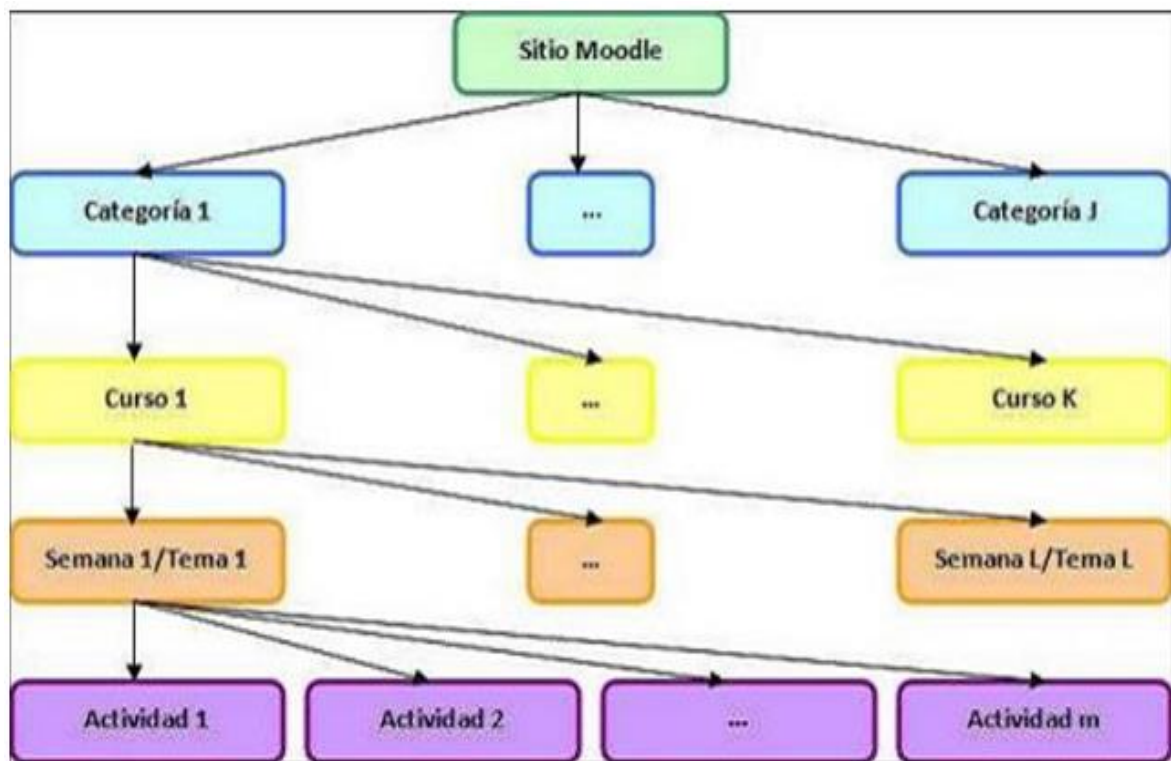 Sitio Moodle
Categoría 1
...
Categoría J
Curso 1
...
Curso K
Semana 1/Tema 1
...
Semana L/Tema L
Actividad 1
Actividad 2
...
Actividad m